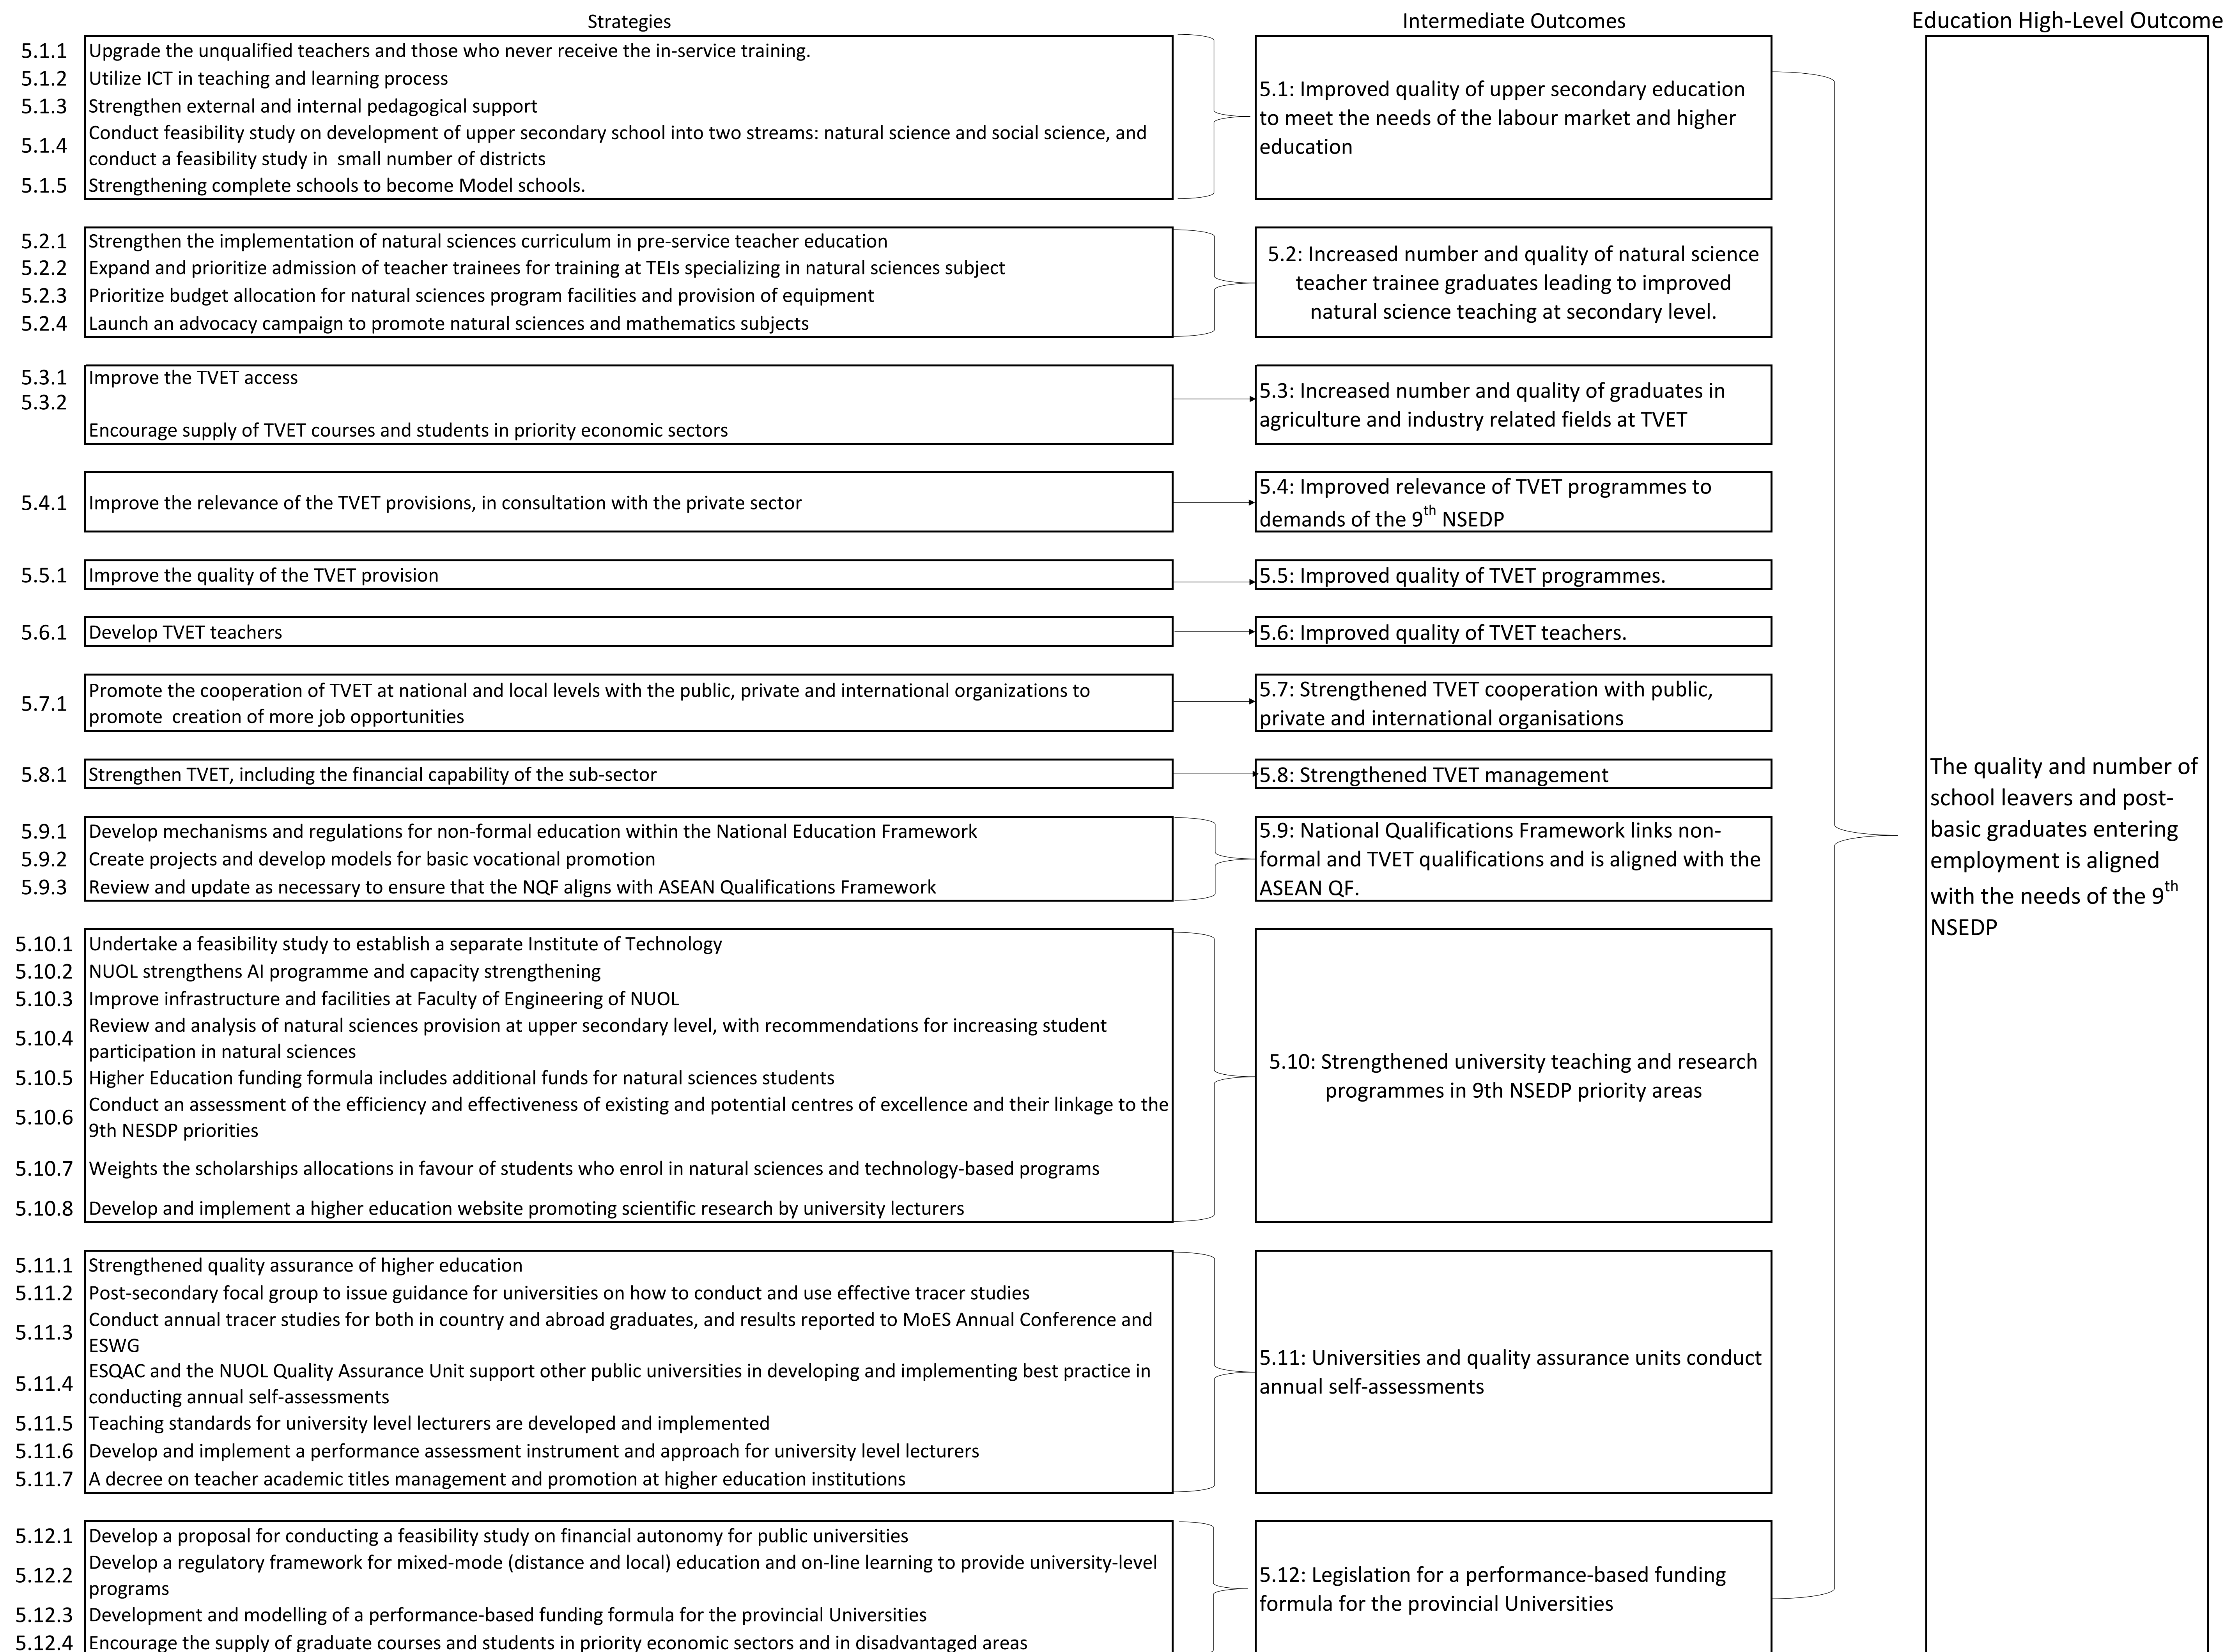 Strategies
Intermediate Outcomes
Education High-Level Outcome
5.1.1 Upgrade the unqualified teachers and those who never receive the in-service training.
5.1.2 Utilize ICT in teaching and learning process
5.1.3 Strengthen external and internal pedagogical support
5.1.4 Conduct feasibility study on development of upper secondary school into two streams: natural science and social science, and
conduct a feasibility study in  small number of districts
5.1.5 Strengthening complete schools to become Model schools.
5.1: Improved quality of upper secondary education
to meet the needs of the labour market and higher
education
5.2.1 Strengthen the implementation of natural sciences curriculum in pre-service teacher education
5.2.2 Expand and prioritize admission of teacher trainees for training at TEIs specializing in natural sciences subject
5.2.3 Prioritize budget allocation for natural sciences program facilities and provision of equipment
5.2.4 Launch an advocacy campaign to promote natural sciences and mathematics subjects
5.2: Increased number and quality of natural science
teacher trainee graduates leading to improved
natural science teaching at secondary level.
5.3.1 Improve the TVET access
5.3.2
Encourage supply of TVET courses and students in priority economic sectors
5.3: Increased number and quality of graduates in
agriculture and industry related fields at TVET
5.4.1 Improve the relevance of the TVET provisions, in consultation with the private sector
5.4: Improved relevance of TVET programmes to
demands of the 9th NSEDP
5.5.1 Improve the quality of the TVET provision
5.5: Improved quality of TVET programmes.
5.6.1 Develop TVET teachers
5.6: Improved quality of TVET teachers.
5.7.1 Promote the cooperation of TVET at national and local levels with the public, private and international organizations to
promote  creation of more job opportunities
5.7: Strengthened TVET cooperation with public,
private and international organisations
5.8.1 Strengthen TVET, including the financial capability of the sub-sector
5.8: Strengthened TVET management
5.9.1 Develop mechanisms and regulations for non-formal education within the National Education Framework
5.9.2 Create projects and develop models for basic vocational promotion
5.9.3 Review and update as necessary to ensure that the NQF aligns with ASEAN Qualifications Framework
5.9: National Qualifications Framework links non-
formal and TVET qualifications and is aligned with the
ASEAN QF.
5.10.1 Undertake a feasibility study to establish a separate Institute of Technology
5.10.2 NUOL strengthens AI programme and capacity strengthening
5.10.3 Improve infrastructure and facilities at Faculty of Engineering of NUOL
5.10.4 Review and analysis of natural sciences provision at upper secondary level, with recommendations for increasing student
participation in natural sciences
5.10.5 Higher Education funding formula includes additional funds for natural sciences students
5.10.6 Conduct an assessment of the efficiency and effectiveness of existing and potential centres of excellence and their linkage to the
9th NESDP priorities
5.10.7 Weights the scholarships allocations in favour of students who enrol in natural sciences and technology-based programs
5.10.8 Develop and implement a higher education website promoting scientific research by university lecturers
5.10: Strengthened university teaching and research
programmes in 9th NSEDP priority areas
5.11.1 Strengthened quality assurance of higher education
5.11.2 Post-secondary focal group to issue guidance for universities on how to conduct and use effective tracer studies
5.11.3 Conduct annual tracer studies for both in country and abroad graduates, and results reported to MoES Annual Conference and
ESWG
5.11.4 ESQAC and the NUOL Quality Assurance Unit support other public universities in developing and implementing best practice in
conducting annual self-assessments
5.11.5 Teaching standards for university level lecturers are developed and implemented
5.11.6 Develop and implement a performance assessment instrument and approach for university level lecturers
5.11.7 A decree on teacher academic titles management and promotion at higher education institutions
5.11: Universities and quality assurance units conduct
annual self-assessments
5.12.1 Develop a proposal for conducting a feasibility study on financial autonomy for public universities
5.12.2 Develop a regulatory framework for mixed-mode (distance and local) education and on-line learning to provide university-level
programs
5.12.3 Development and modelling of a performance-based funding formula for the provincial Universities
5.12.4 Encourage the supply of graduate courses and students in priority economic sectors and in disadvantaged areas
5.12: Legislation for a performance-based funding
formula for the provincial Universities
The quality and number of
school leavers and post-
basic graduates entering
employment is aligned
with the needs of the 9th
NSEDP